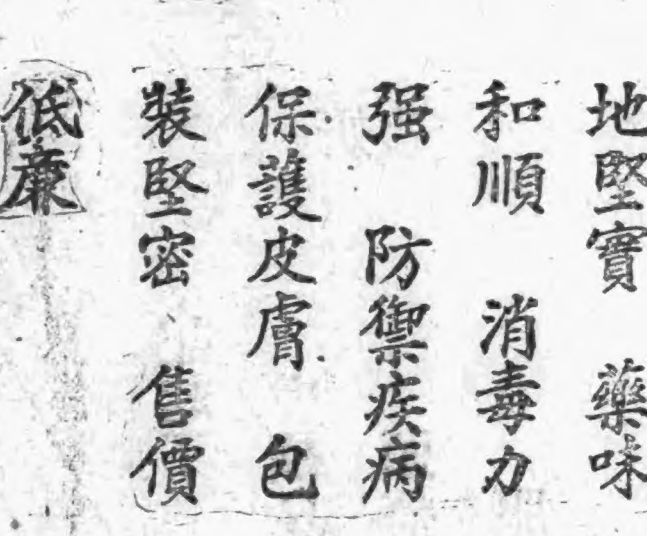 地堅實　藥味
和順　消毒力
强　防禦疾病
保護皮膚　包
裝堅密　售價
低廉